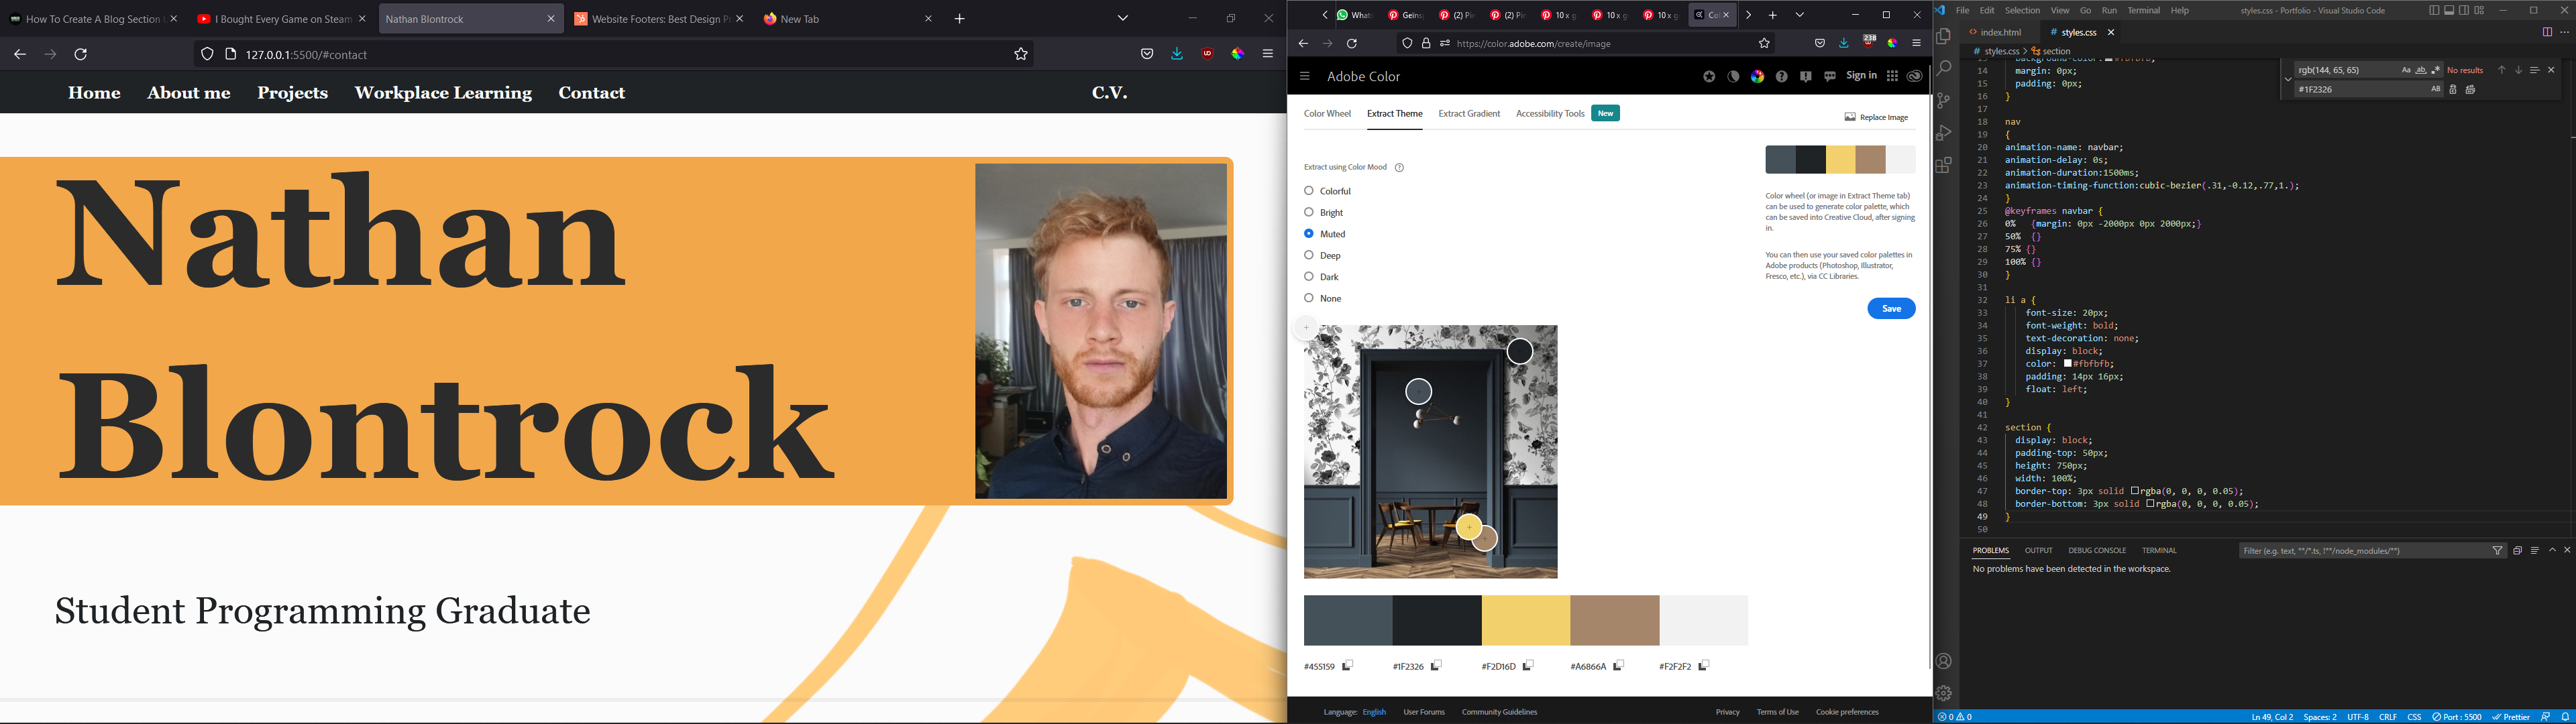 How To Create A Blog Section U
I Bought Every Game on Steam
Nathan Blontrock
Website Footers: Best Design Pr
New Tab
127.0.0.1:5500/#contact
Home
About me
Projects
Workplace Learning
Contact
C.V.
Nathan
Blontrock
Student Programming Graduate
Whats
Geïnsp
(2) Pin
(2) Pin
10 x g
10 x g
10 x g
Col
https://color.adobe.com/create/image
238
Adobe Color
Sign in
Color Wheel
Extract Theme
Extract Gradient
Accessibility Tools
New
Replace Image
Extract using Color Mood
Colorful
Bright
Muted
Deep
Dark
None
Color wheel (or image in Extract Theme tab)
can be used to generate color palette, which
can be saved into Creative Cloud, after signing
in.
You can then use your saved color palettes in
Adobe products (Photoshop, Illustrator,
Fresco, etc.), via CC Libraries.
Save
#455159
#1F2326
#F2D16D
#A6866A
#F2F2F2
Language: English
User Forums
Community Guidelines
Privacy
Terms of Use
Cookie preferences
File Edit Selection View Go Run Terminal Help
styles.css - Portfolio - Visual Studio Code
index.html
# styles.css
# styles.css > section
rgb(144, 65, 65)
No results
#1F2326
13 background-color: #fbfbfb;
14 margin: 0px;
15 padding: 0px;
16 }
17
18 nav
19 {
20 animation-name: navbar;
21 animation-delay: 0s;
22 animation-duration:1500ms;
23 animation-timing-function:cubic-bezier(.31,-0.12,.77,1.);
24 }
25 @keyframes navbar {
26 0% {margin: 0px -2000px 0px 2000px;}
27 50% {}
28 75% {}
29 100% {}
30 }
31
32 li a {
33 font-size: 20px;
34 font-weight: bold;
35 text-decoration: none;
36 display: block;
37 color: #fbfbfb;
38 padding: 14px 16px;
39 float: left;
40 }
41
42 section {
43 display: block;
44 padding-top: 50px;
45 height: 750px;
46 width: 100%;
47 border-top: 3px solid rgba(0, 0, 0, 0.05);
48 border-bottom: 3px solid rgba(0, 0, 0, 0.05);
49 }
50
PROBLEMS
OUTPUT
DEBUG CONSOLE
TERMINAL
Filter (e.g. text, **/*.ts, !**/node_modules/**)
No problems have been detected in the workspace.
0 0
Ln 49, Col 2
Spaces: 2
UTF-8
CRLF
CSS
Port : 5500
Prettier